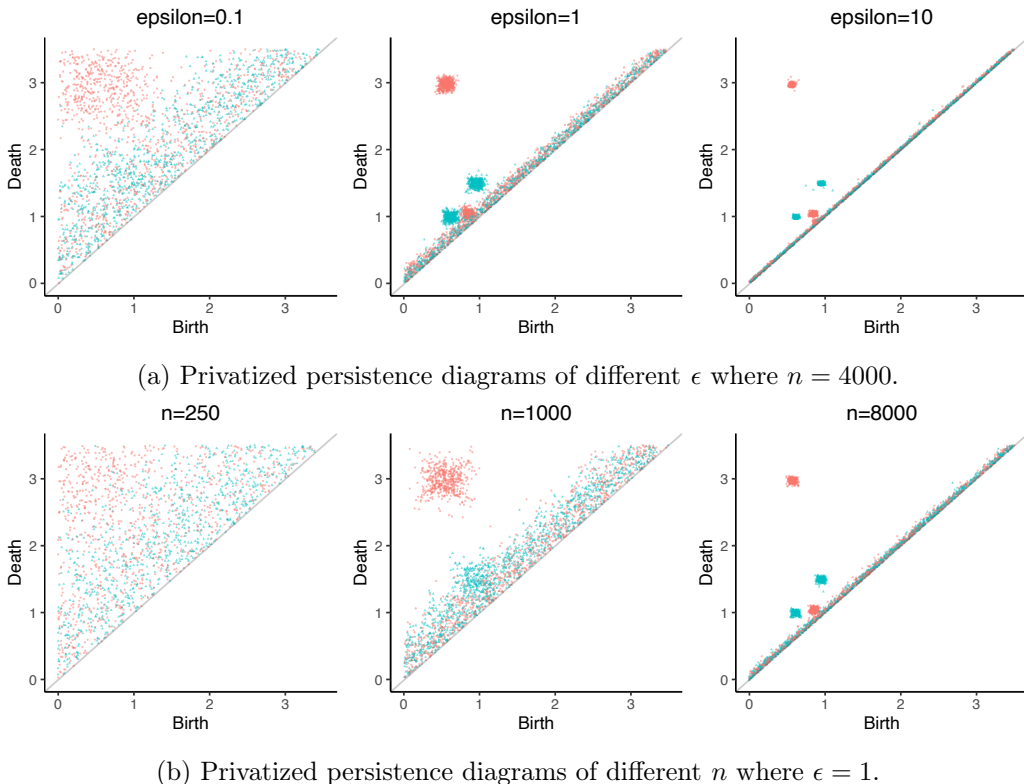 epsilon=0.1 epsilon=1 epsilon=10
Death 3 2 1 0 Death 3 2 1 0 Death 3 2 1 0
0 1 2 3 0 1 2 3 0 1 2 3
Birth Birth Birth
(a) Privatized persistence diagrams of different ϵ where n = 4000.
n=250 n=1000 n=8000
Death 3 2 1 0 Death 3 2 1 0 Death 3 2 1 0
0 1 2 3 0 1 2 3 0 1 2 3
Birth Birth Birth
(b) Privatized persistence diagrams of different n where ϵ = 1.